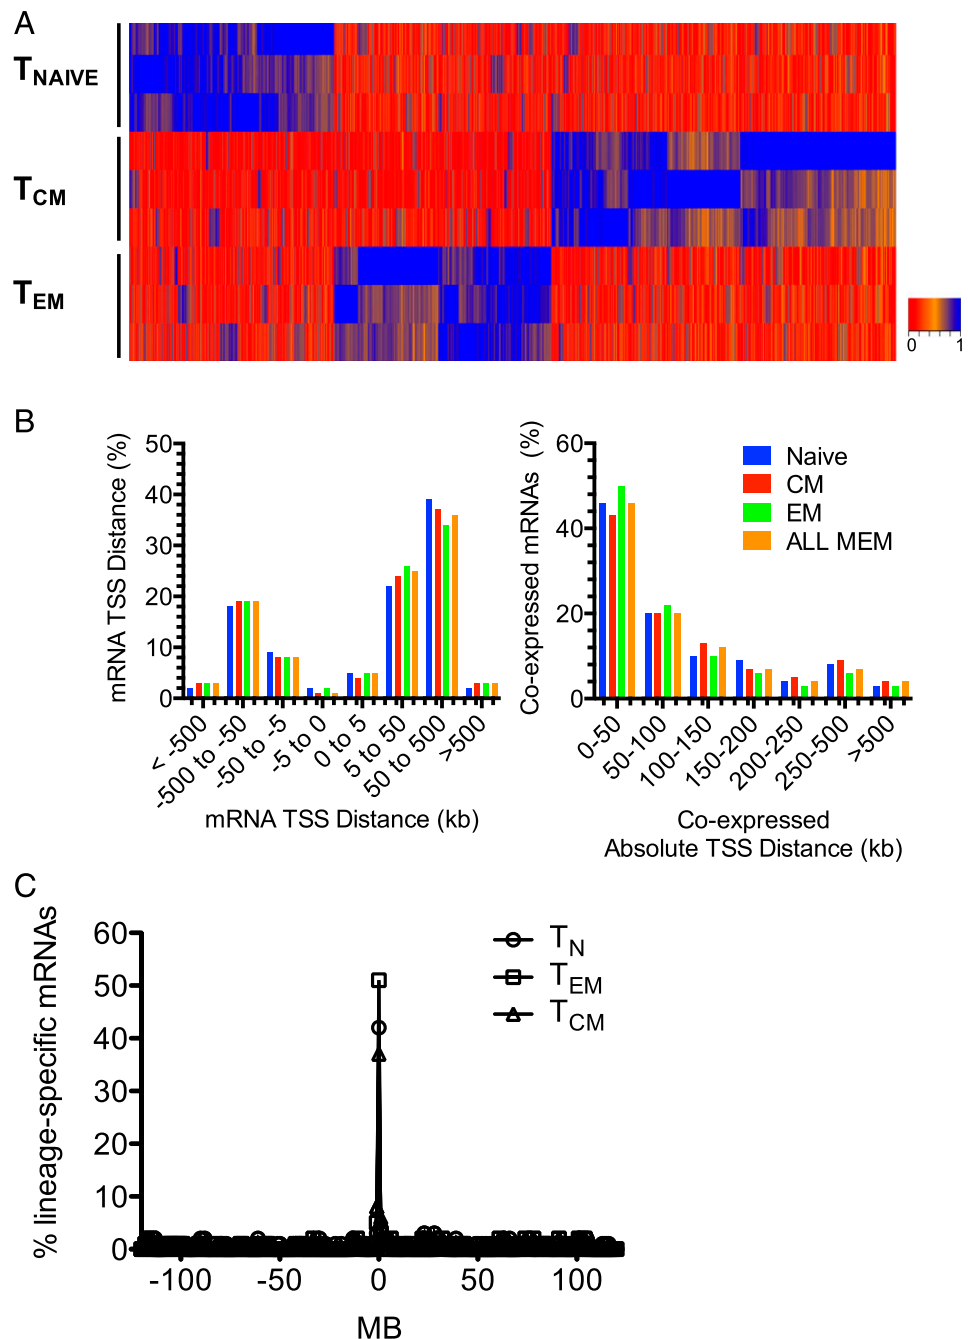 A
TNAIVE
TCM
TEM
0 1
B
mRNA TSS Distance (%)
50
40
30
20
10
0
< -500
-500 to -50
-50 to -5
-5 to 0
0 to 5
5 to 50
50 to 500
>500
mRNA TSS Distance (kb)
Co-expressed mRNAs (%)
60
40
20
0
Naive
CM
EM
ALL MEM
0-50
50-100
100-150
150-200
200-250
250-500
>500
Co-expressed
Absolute TSS Distance (kb)
C
% lineage-specific mRNAs
60
50
40
30
20
10
0
TN
TEM
TCM
-100 -50 0 50 100
MB